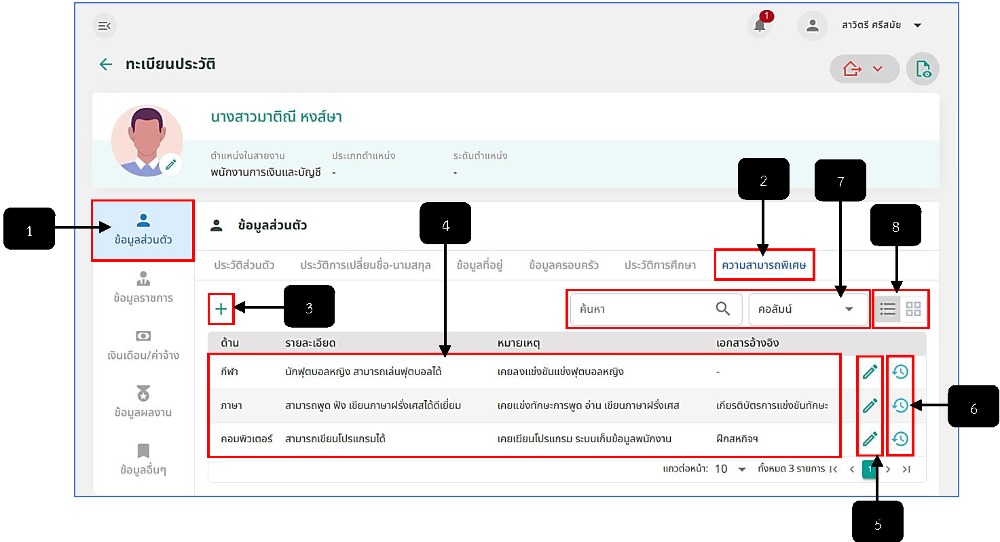 1
สาวิตรี ศรีสมัย
ทะเบียนประวัติ
นางสาวมาติณี หงส์ษา
ตำแหน่งในสายงาน ประเภทตำแหน่ง ระดับตำแหน่ง
พนักงานการเงินและบัญชี - -
2 7
1 4 8
ข้อมูลส่วนตัว
ข้อมูลส่วนตัว
ประวัติส่วนตัว ประวัติการเปลี่ยนชื่อ-นามสกุล ข้อมูลที่อยู่ ข้อมูลครอบครัว ประวัติการศึกษา ความสามารถพิเศษ
ข้อมูลราชการ
3
ค้นหา คอลัมน์
ด้าน รายละเอียด หมายเหตุ เอกสารอ้างอิง
เงินเดือน/ค่าจ้าง
กีฬา นักฟุตบอลหญิง สามารถเล่นฟุตบอลได้ เคยลงแข่งขันแข่งฟุตบอลหญิง -
ภาษา สามารถพูด ฟัง เขียนภาษาฝรั่งเศสได้ดีเยี่ยม เคยแข่งทักษะการพูด อ่าน เขียนภาษาฝรั่งเศส เกียรติบัตรการแข่งขันทักษะ
6
ข้อมูลผลงาน
คอมพิวเตอร์ สามารถเขียนโปรแกรมได้ เคยเขียนโปรแกรม ระบบเก็บข้อมูลพนักงาน ฝึกสหกิจฯ
ข้อมูลอื่นๆ
แถวต่อหน้า: 10 ทั้งหมด 3 รายการ 1
5